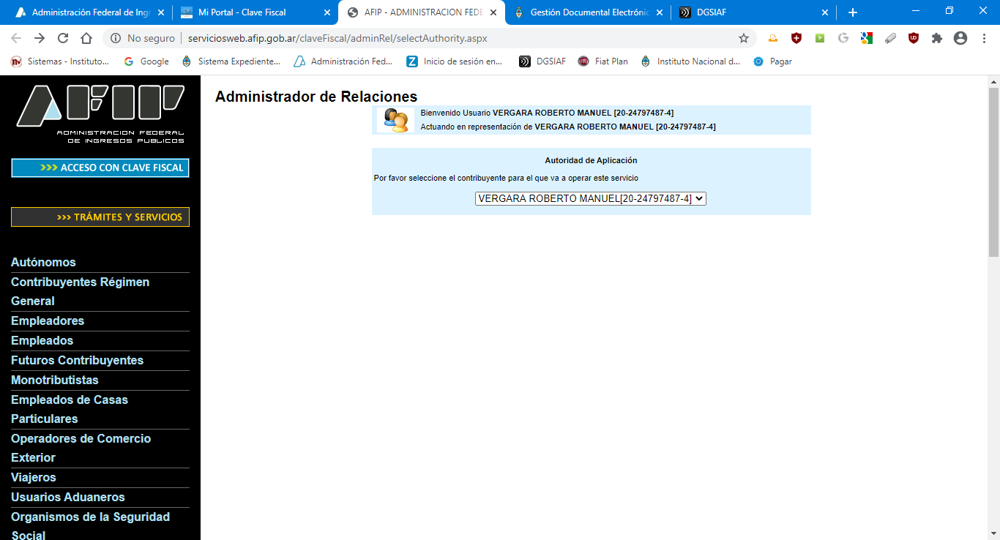 Administración Federal de Ingr
Mi Portal - Clave Fiscal
AFIP - ADMINISTRACION FEDE
Gestión Documental Electrónic
DGSIAF
No seguro
serviciosweb.afip.gob.ar/claveFiscal/adminRel/selectAuthority.aspx
Sistemas - Instituto...
Google
Sistema Expediente...
Administración Fed...
Inicio de sesión en...
DGSIAF
Fiat Plan
Instituto Nacional d...
Pagar
AFIP
ADMINISTRACION FEDERAL
DE INGRESOS PUBLICOS
>>> ACCESO CON CLAVE FISCAL
>>> TRÁMITES Y SERVICIOS
Autónomos
Contribuyentes Régimen
General
Empleadores
Empleados
Futuros Contribuyentes
Monotributistas
Empleados de Casas
Particulares
Operadores de Comercio
Exterior
Viajeros
Usuarios Aduaneros
Organismos de la Seguridad
Social
Administrador de Relaciones
Bienvenido Usuario VERGARA ROBERTO MANUEL [20-24797487-4]
Actuando en representación de VERGARA ROBERTO MANUEL [20-24797487-4]
Autoridad de Aplicación
Por favor seleccione el contribuyente para el que va a operar este servicio
VERGARA ROBERTO MANUEL[20-24797487-4]